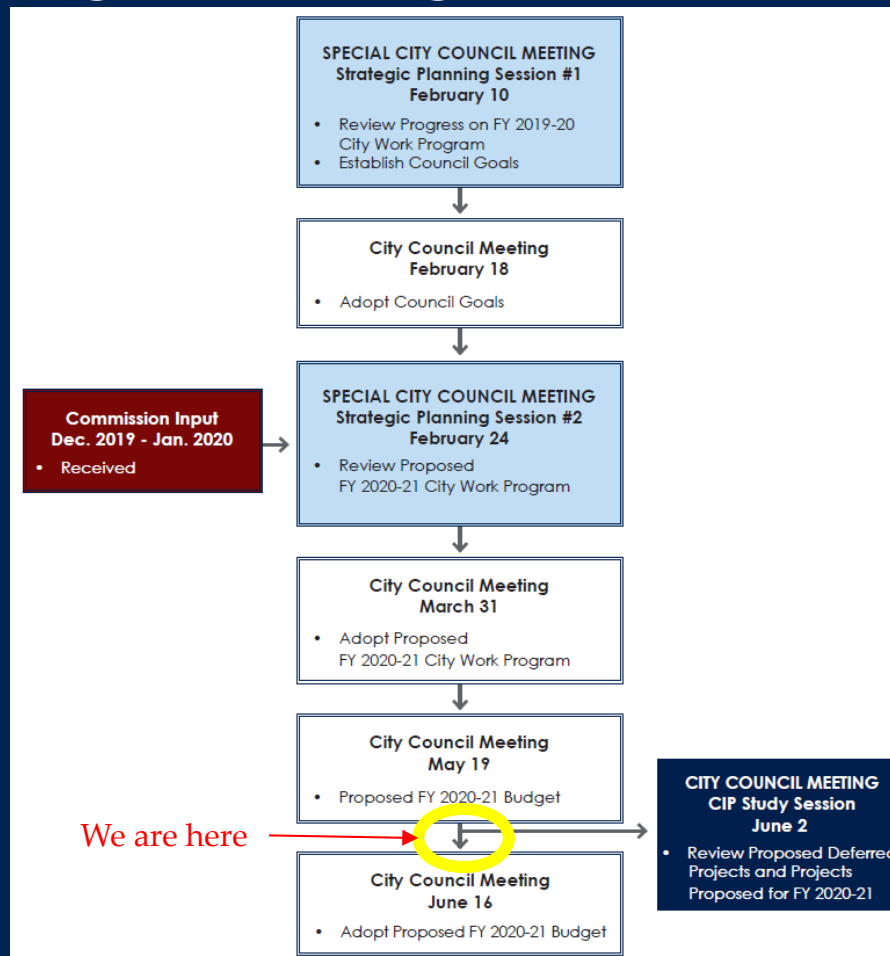 SPECIAL CITY COUNCIL MEETING
Strategic Planning Session #1
February 10
• Review Progress on FY 2019-20
City Work Program
• Establish Council Goals
City Council Meeting
February 18
• Adopt Council Goals
Commission Input
Dec. 2019 - Jan. 2020
• Received
SPECIAL CITY COUNCIL MEETING
Strategic Planning Session #2
February 24
• Review Proposed
FY 2020-21 City Work Program
City Council Meeting
March 31
• Adopt Proposed
FY 2020-21 City Work Program
City Council Meeting
May 19
• Proposed FY 2020-21 Budget
CITY COUNCIL MEETING
CIP Study Session
June 2
• Review Proposed Deferred
Projects and Projects
Proposed for FY 2020-21
We are here
City Council Meeting
June 16
• Adopt Proposed FY 2020-21 Budget